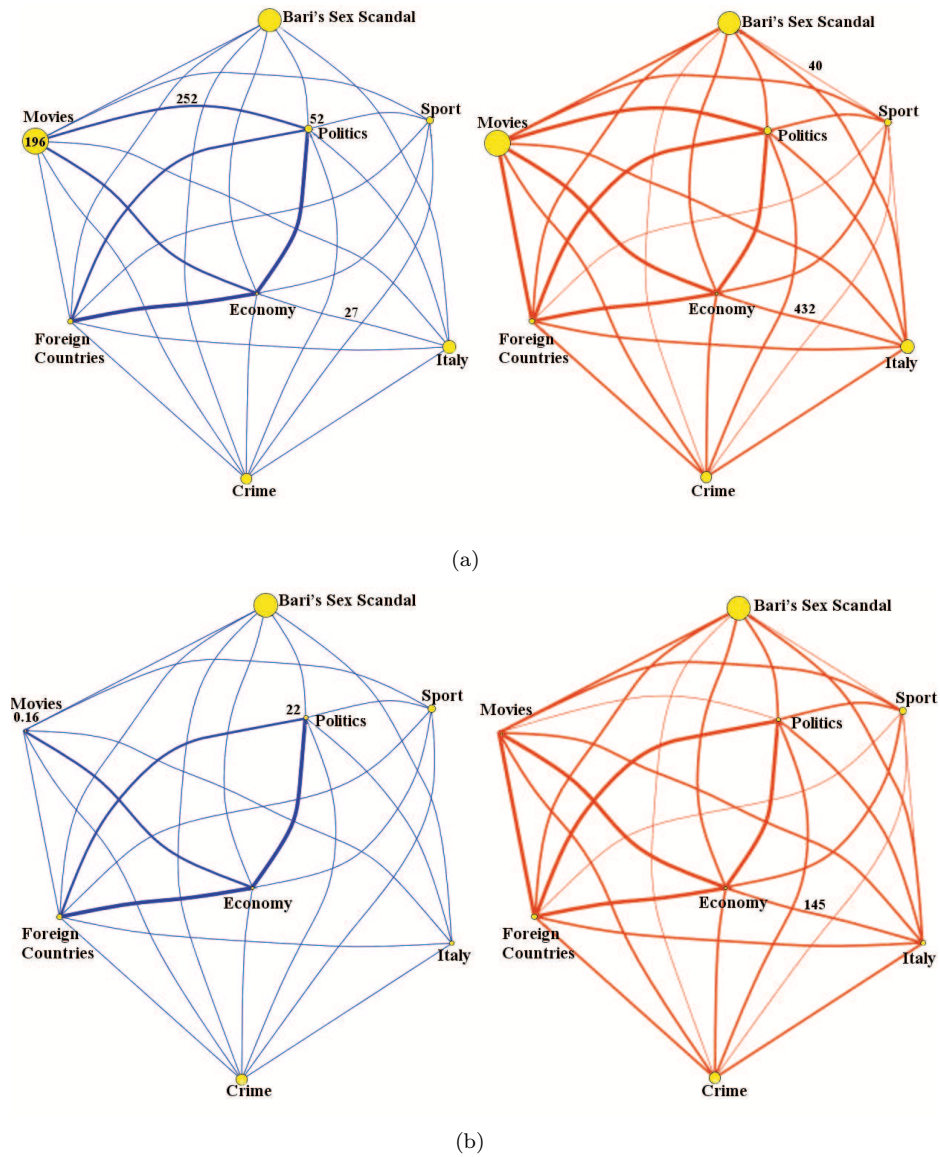 Bari's Sex Scandal
252
Movies
52
Sport
Politics
196
Economy
27
Foreign
Countries
Italy
Crime
Bari's Sex Scandal
40
Movies
Sport
Politics
Economy
432
Foreign
Countries
Italy
Crime
(a)
Bari's Sex Scandal
Movies
0.16
22
Sport
Politics
Economy
Foreign
Countries
Italy
Crime
Bari's Sex Scandal
Movies
Sport
Politics
Economy
145
Foreign
Countries
Italy
Crime
(b)